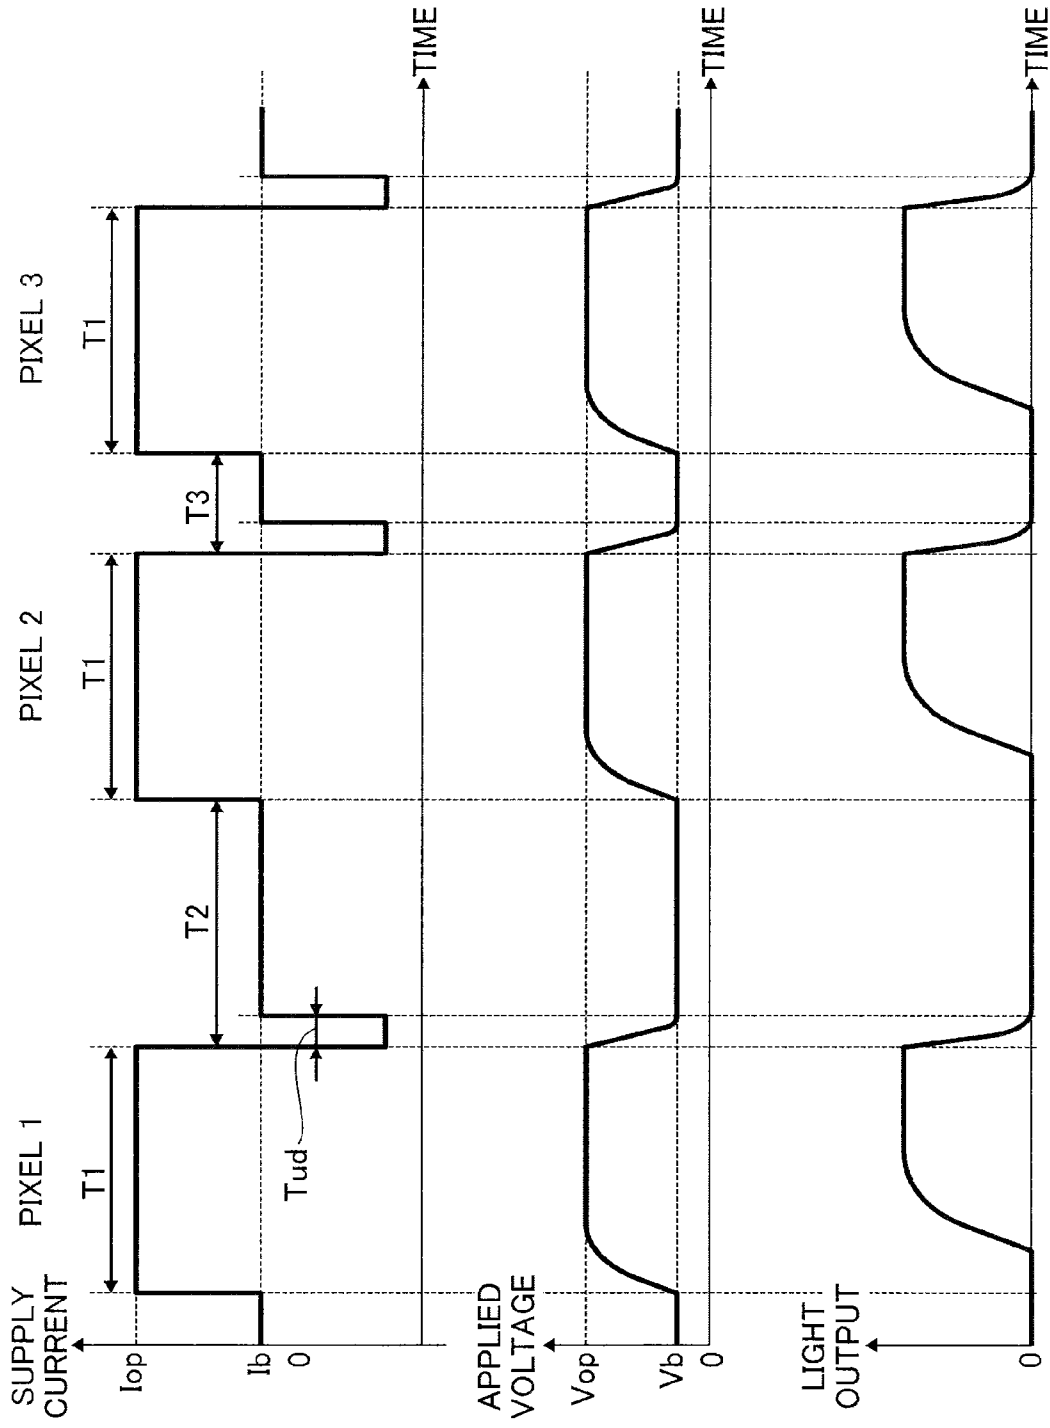 PIXEL 1
PIXEL 2
PIXEL 3
SUPPLY
CURRENT
T1
T1
T1
Iop
T2
T3
Ib
Tud
0
TIME
APPLIED
VOLTAGE
Vop
Vb
0
TIME
LIGHT
OUTPUT
0
TIME